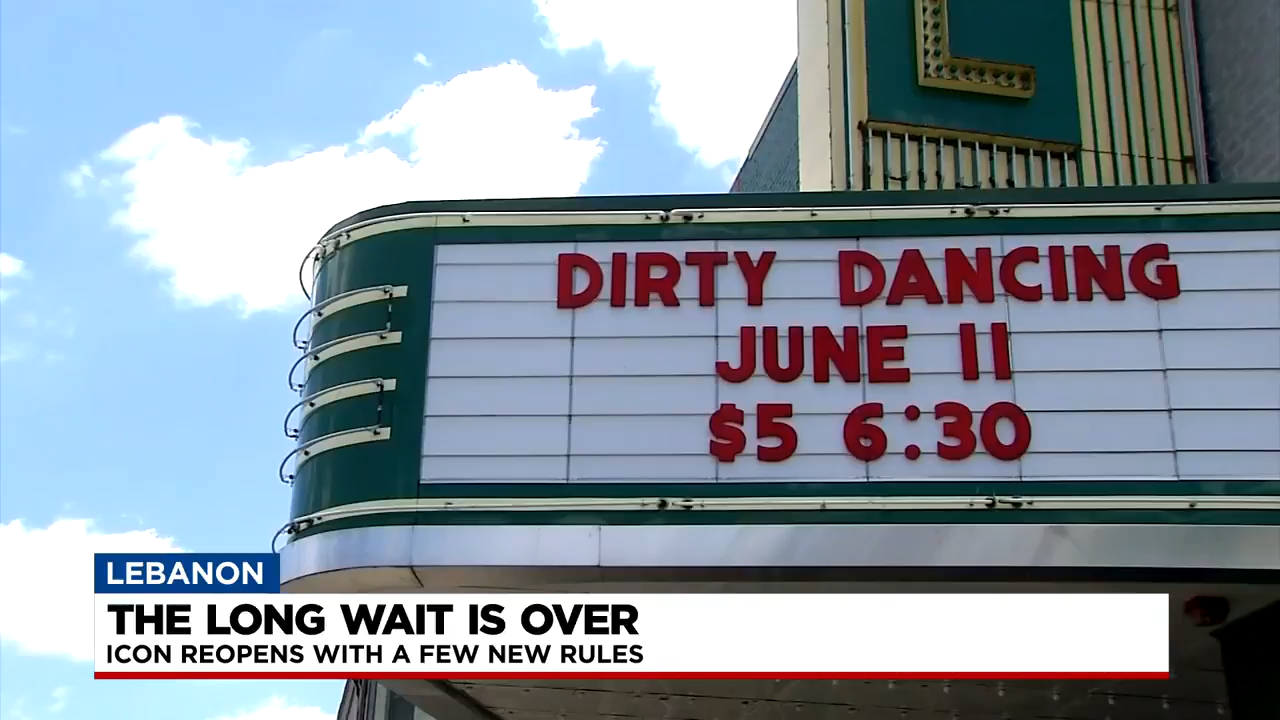 L
DIRTY DANCING
JUNE 11
$5 6:30
LEBANON
THE LONG WAIT IS OVER
ICON REOPENS WITH A FEW NEW RULES